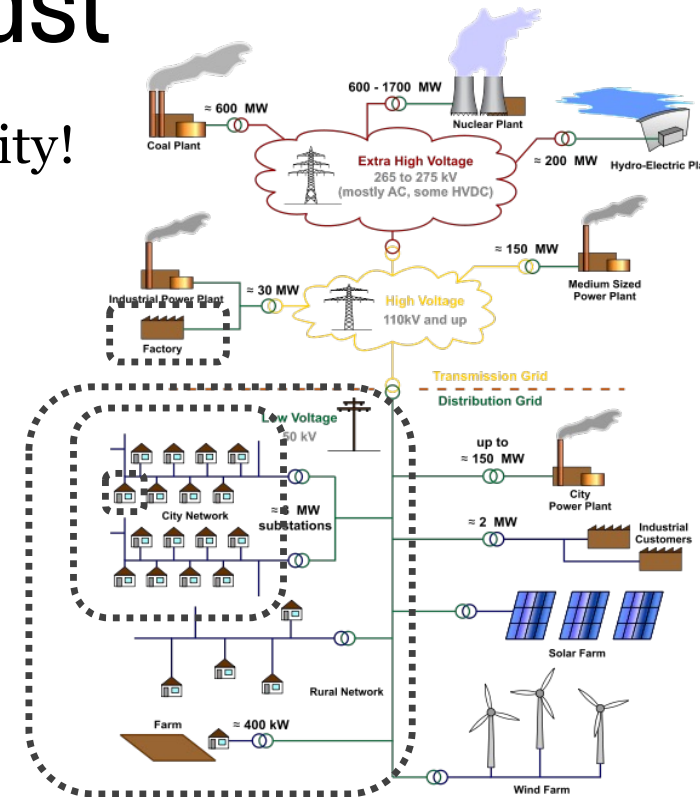 ust
ity!
≈ 600 MW
Coal Plant
600 - 1700 MW
Nuclear Plant
≈ 200 MW
Hydro-Electric Pla
Extra High Voltage
265 to 275 kV
(mostly AC, some HVDC)
≈ 150 MW
Medium Sized
Power Plant
Industrial Power Plant
≈ 30 MW
Factory
High Voltage
110kV and up
Transmission Grid
Distribution Grid
Low Voltage
50 kV
up to
≈ 150 MW
City
Power Plant
City Network
≈ MW
substations
≈ 2 MW
Industrial
Customers
Solar Farm
Rural Network
Farm
≈ 400 kW
Wind Farm